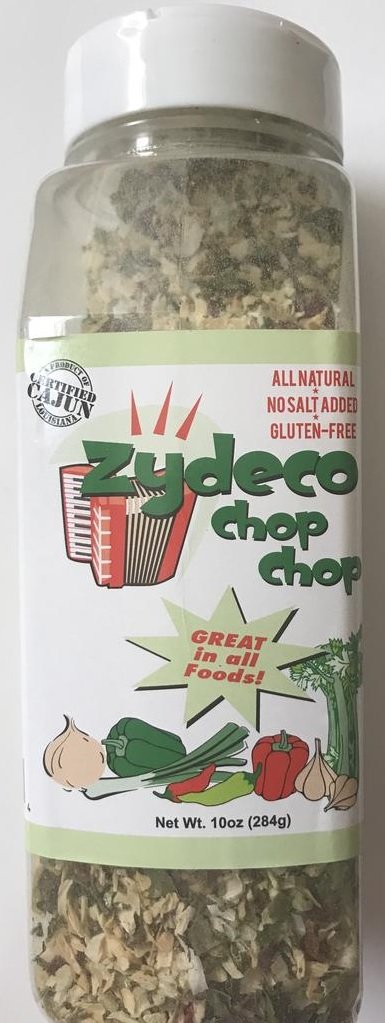 A PRODUCT OF
CERTIFIED
CAJUN
LOUISIANA
ALL NATURAL
NO SALT ADDED
GLUTEN-FREE
Zydeco
chop
chop
GREAT
in all
Foods!
Net Wt. 10oz (284g)